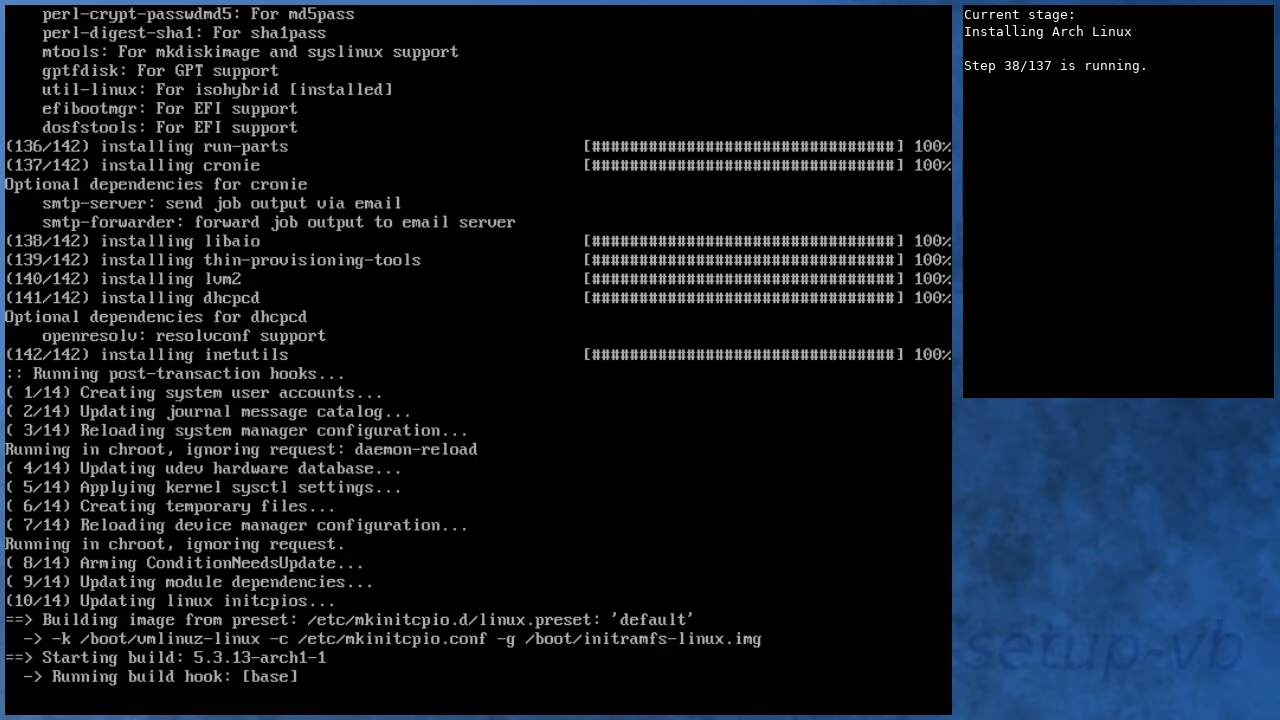 perl-crypt-passwdmd5: For md5pass
perl-digest-sha1: For sha1pass
mtools: For mkdiskimage and syslinux support
gptfdisk: For GPT support
util-linux: For isohybrid [installed]
efibootmgr: For EFI support
dosfstools: For EFI support
(136/142) installing run-parts [################################] 100%
(137/142) installing cronie [################################] 100%
Optional dependencies for cronie
smtp-server: send job output via email
smtp-forwarder: forward job output to email server
(138/142) installing libaio [################################] 100%
(139/142) installing thin-provisioning-tools [################################] 100%
(140/142) installing lvm2 [################################] 100%
(141/142) installing dhcpcd [################################] 100%
Optional dependencies for dhcpcd
openresolv: resolvconf support
(142/142) installing inetutils [################################] 100%
:: Running post-transaction hooks...
( 1/14) Creating system user accounts...
( 2/14) Updating journal message catalog...
( 3/14) Reloading system manager configuration...
Running in chroot, ignoring request: daemon-reload
( 4/14) Updating udev hardware database...
( 5/14) Applying kernel sysctl settings...
( 6/14) Creating temporary files...
( 7/14) Reloading device manager configuration...
Running in chroot, ignoring request.
( 8/14) Arming ConditionNeedsUpdate...
( 9/14) Updating module dependencies...
(10/14) Updating linux initcpios...
==> Building image from preset: /etc/mkinitcpio.d/linux.preset: 'default'
-> -k /boot/vmlinuz-linux -c /etc/mkinitcpio.conf -g /boot/initramfs-linux.img
==> Starting build: 5.3.13-arch1-1
-> Running build hook: [base]
Current stage:
Installing Arch Linux
Step 38/137 is running.
setup-vb